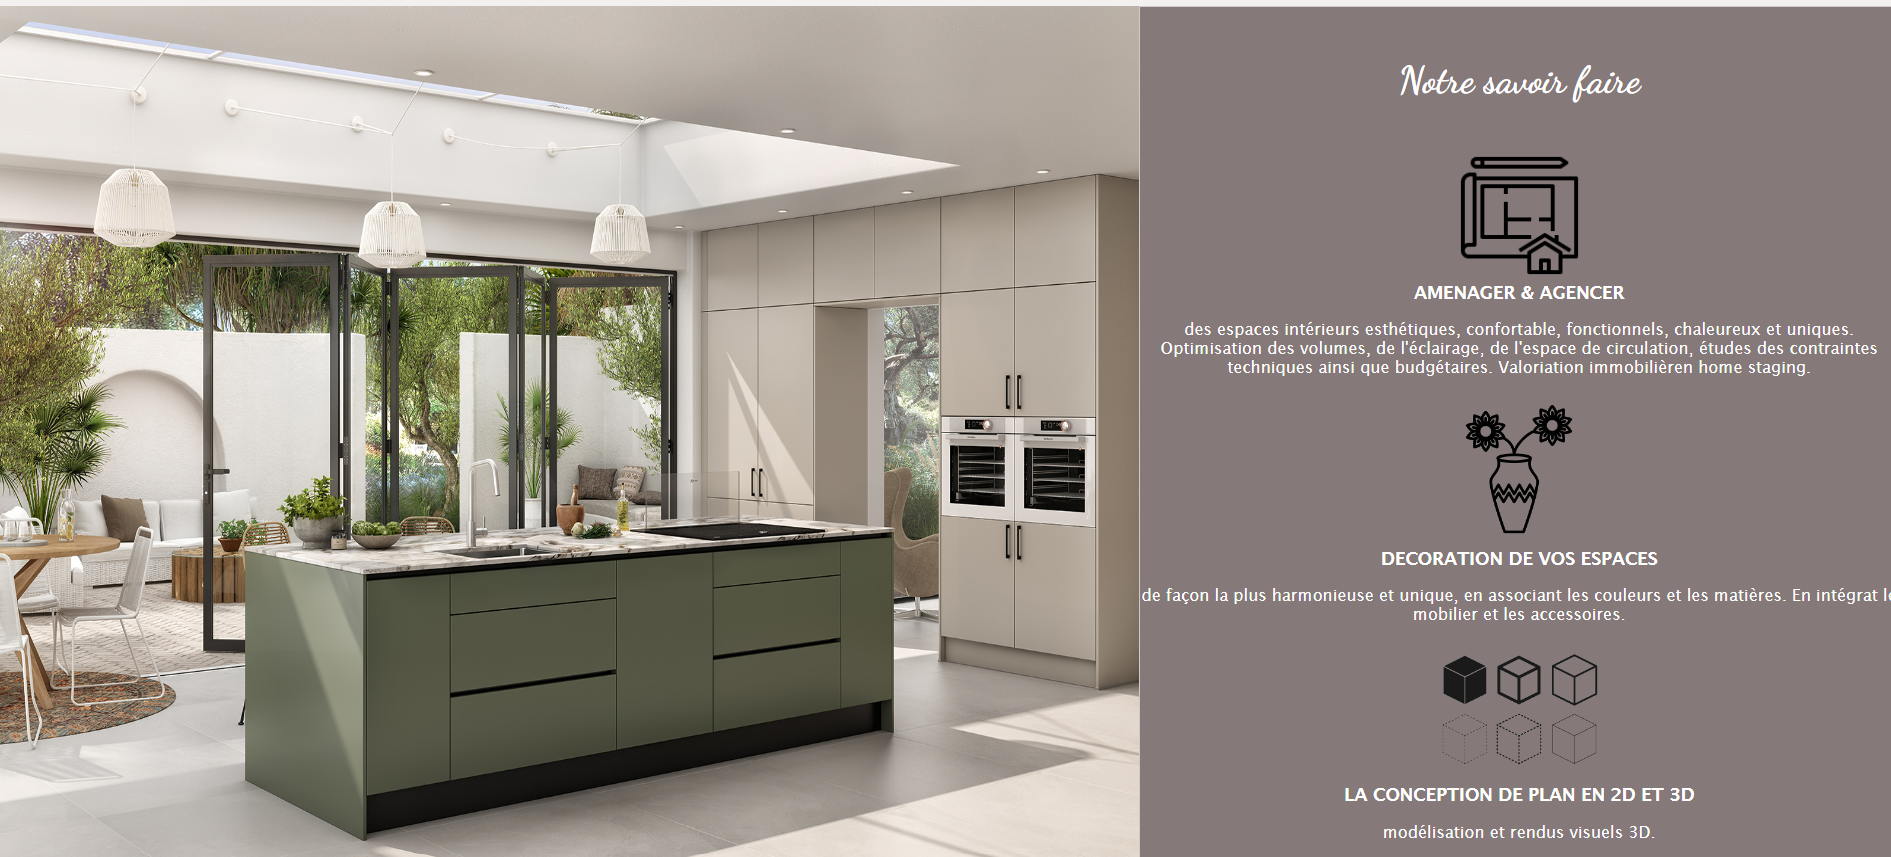 Notre savoir faire
AMENAGER & AGENCER
des espaces intérieurs esthétiques, confortable, fonctionnels, chaleureux et uniques.
Optimisation des volumes, de l'éclairage, de l'espace de circulation, études des contraintes
techniques ainsi que budgétaires. Valoriation immobilièren home staging.
DECORATION DE VOS ESPACES
de façon la plus harmonieuse et unique, en associant les couleurs et les matières. En intégrat le
mobilier et les accessoires.
LA CONCEPTION DE PLAN EN 2D ET 3D
modélisation et rendus visuels 3D.